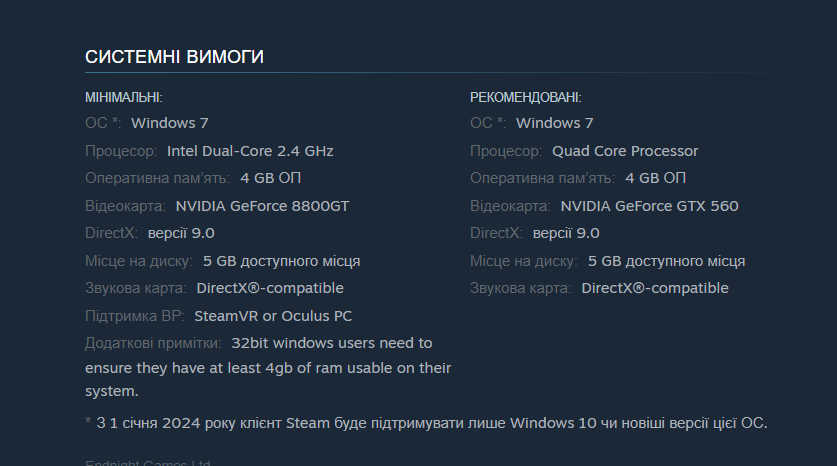 СИСТЕМНІ ВИМОГИ
МІНІМАЛЬНІ:
ОС *: Windows 7
Процесор: Intel Dual-Core 2.4 GHz
Оперативна пам'ять: 4 GB ОП
Відеокарта: NVIDIA GeForce 8800GT
DirectX: версії 9.0
Місце на диску: 5 GB доступного місця
Звукова карта: DirectX®-compatible
Підтримка ВР: SteamVR or Oculus PC
Додаткові примітки: 32bit windows users need to
ensure they have at least 4gb of ram usable on their
system.
РЕКОМЕНДОВАНІ:
ОС *: Windows 7
Процесор: Quad Core Processor
Оперативна пам'ять: 4 GB ОП
Відеокарта: NVIDIA GeForce GTX 560
DirectX: версії 9.0
Місце на диску: 5 GB доступного місця
Звукова карта: DirectX®-compatible
* З 1 січня 2024 року клієнт Steam буде підтримувати лише Windows 10 чи новіші версії цієї ОС.
Endnight Games Ltd